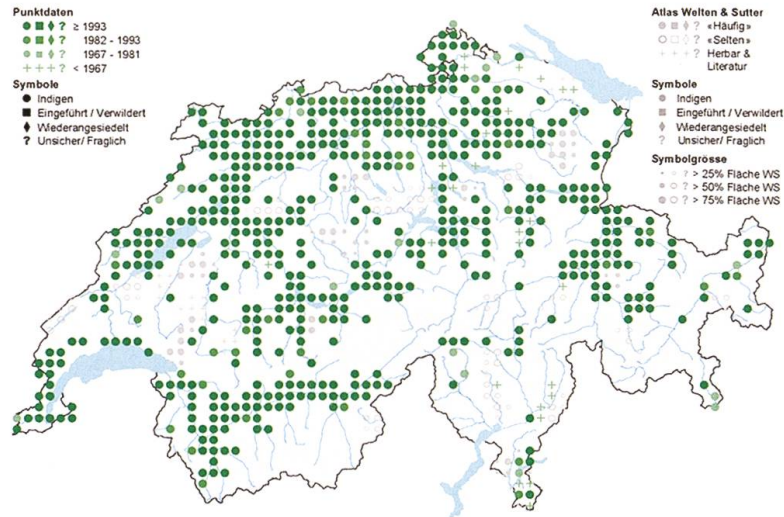 Punktdaten
● ■ ♦ ? ≥ 1993
● ■ ♦ ? 1982 - 1993
● ■ ♦ ? 1967 - 1981
+ + + ? < 1967
Symbole
● Indigen
■ Eingeführt / Verwildert
♦ Wiederangesiedelt
? Unsicher/ Fraglich
Atlas Welten & Sutter
● ■ ♦ ? «Häufig»
○ □ ◇ ? «Selten»
+ + + ? Herbar &
Literatur
Symbole
● Indigen
■ Eingeführt / Verwildert
♦ Wiederangesiedelt
? Unsicher/ Fraglich
Symbolgrösse
● ○ ? > 25% Fläche WS
● ○ ? > 50% Fläche WS
● ○ ? > 75% Fläche WS